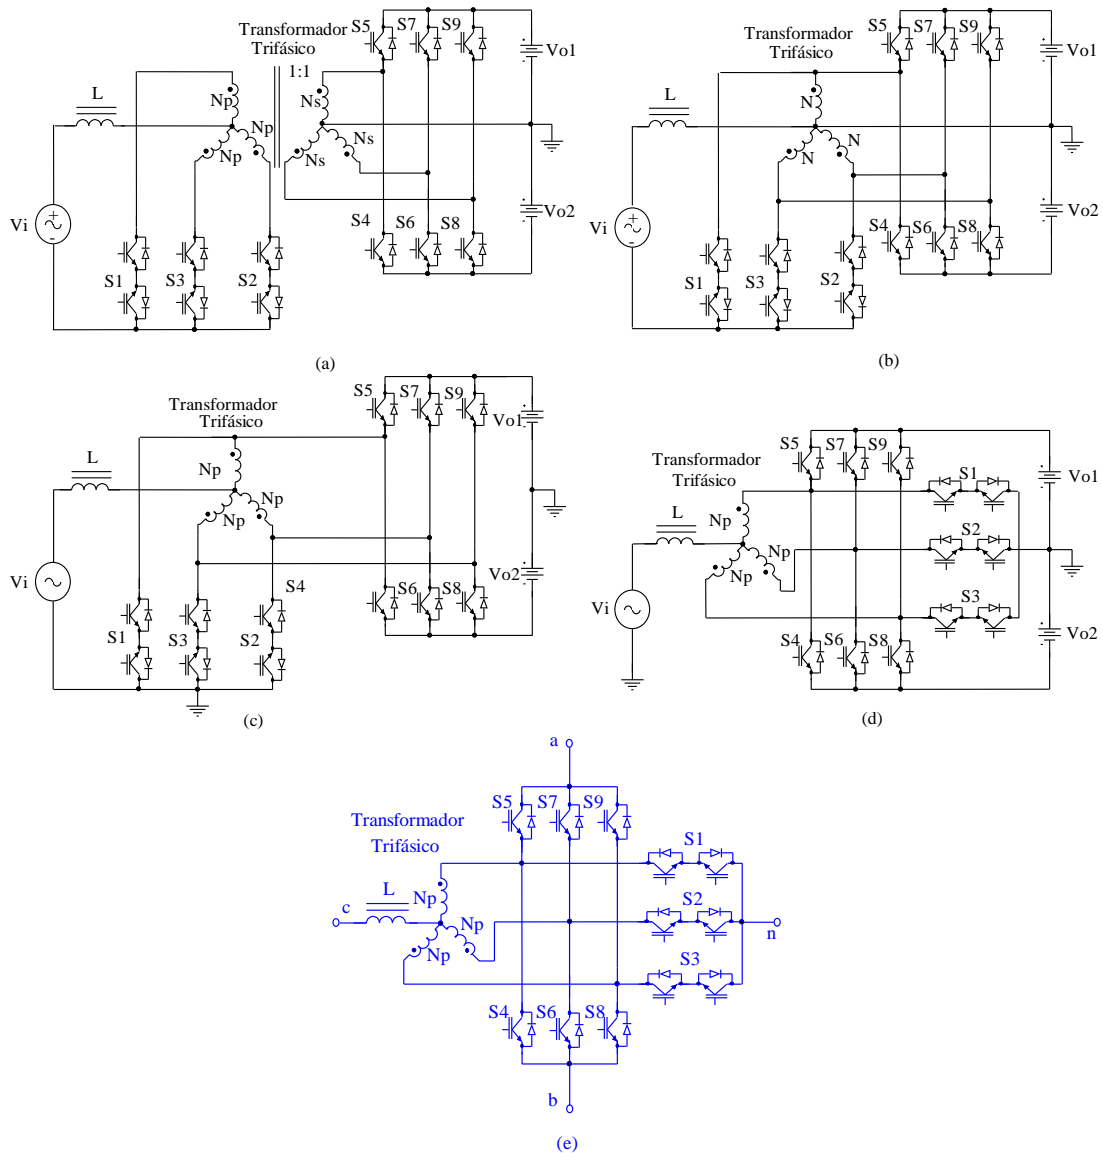 Transformador
Trifásico
1:1
L
Np
Np
Np
Ns
Ns
Ns
S5
S7
S9
Vo1
S4
S6
S8
Vo2
Vi
S1
S3
S2
(a)
Transformador
L
N
N
N
S5
S7
S9
Vo1
S4
S6
S8
Vo2
Vi
S1
S3
S2
(b)
Transformador
Trifásico
L
Np
Np
Np
S5
S7
S9
Vo1
Vi
S4
S1
S3
S2
S6
S8
Vo2
(c)
Transformador
Trifásico
L
Np
Np
Np
S5
S7
S9
S1
Vo1
S2
S3
Vi
S4
S6
S8
Vo2
(d)
a
Transformador
Trifásico
S5
S7
S9
S1
L
c
Np
Np
Np
S2
n
S3
S4
S6
S8
b
(e)